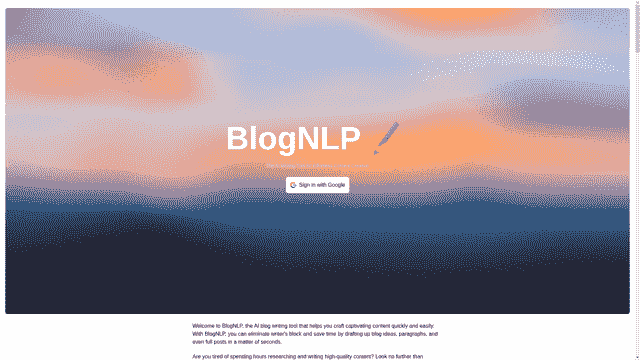 BlogNLP
Sign in with Google
Welcome to BlogNLP, the AI blog writing tool that helps you craft captivating content quickly and easily.
With BlogNLP, you can eliminate writer's block and save time by drafting up blog ideas, paragraphs, and
even full posts in a matter of seconds.
Are you tired of spending hours researching and writing high-quality content? Look no further than